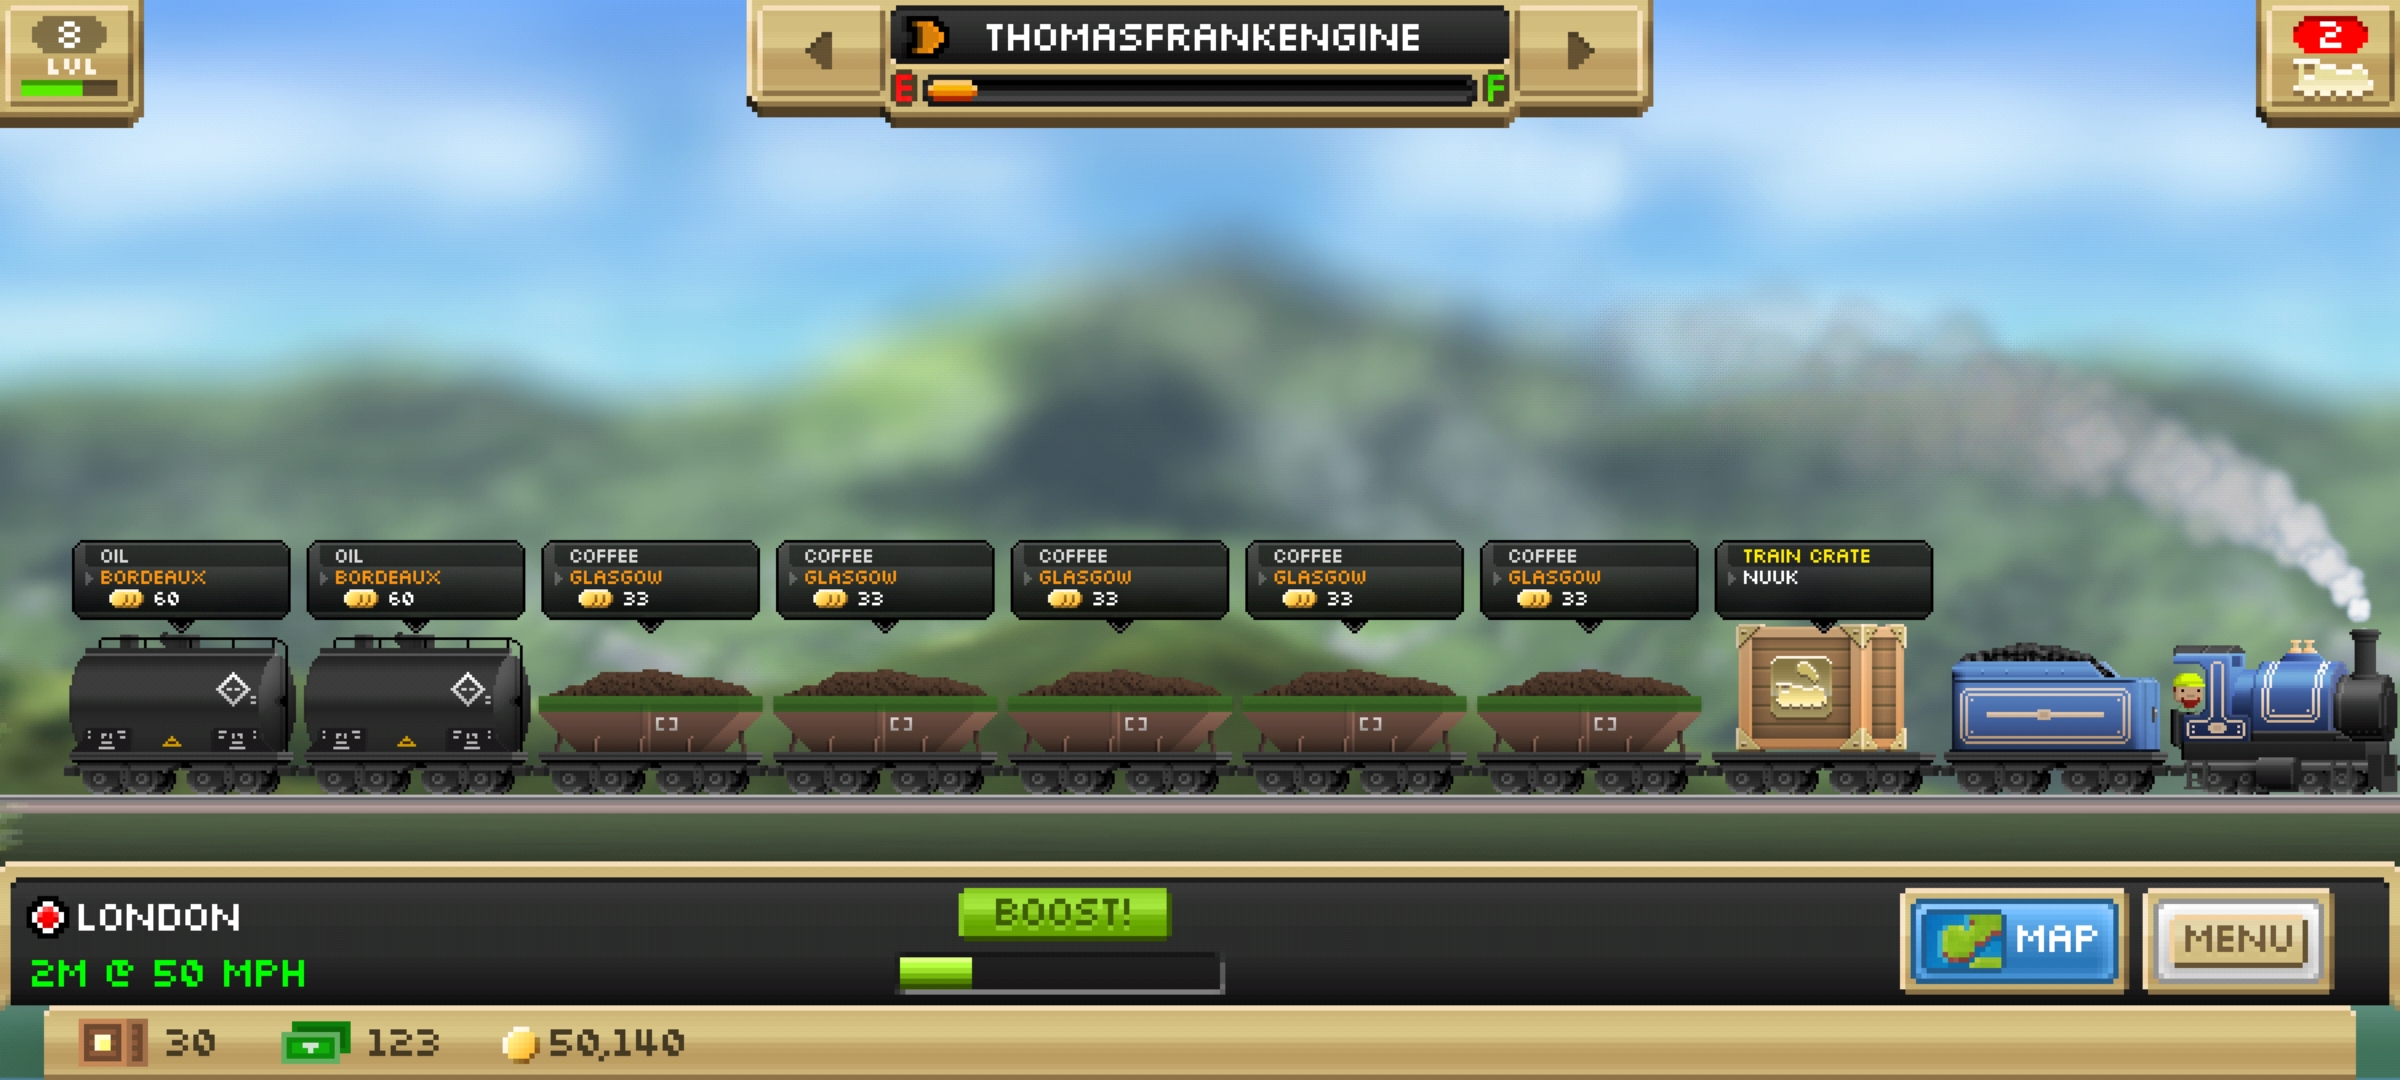 8
LVL
THOMASFRANKENGINE
E F
2
OIL
BORDEAUX
60
OIL
BORDEAUX
60
COFFEE
GLASGOW
33
COFFEE
GLASGOW
33
COFFEE
GLASGOW
33
COFFEE
GLASGOW
33
COFFEE
GLASGOW
33
TRAIN CRATE
NUUK
LONDON
2M @ 50 MPH
BOOST!
MAP
MENU
30
123
50,140